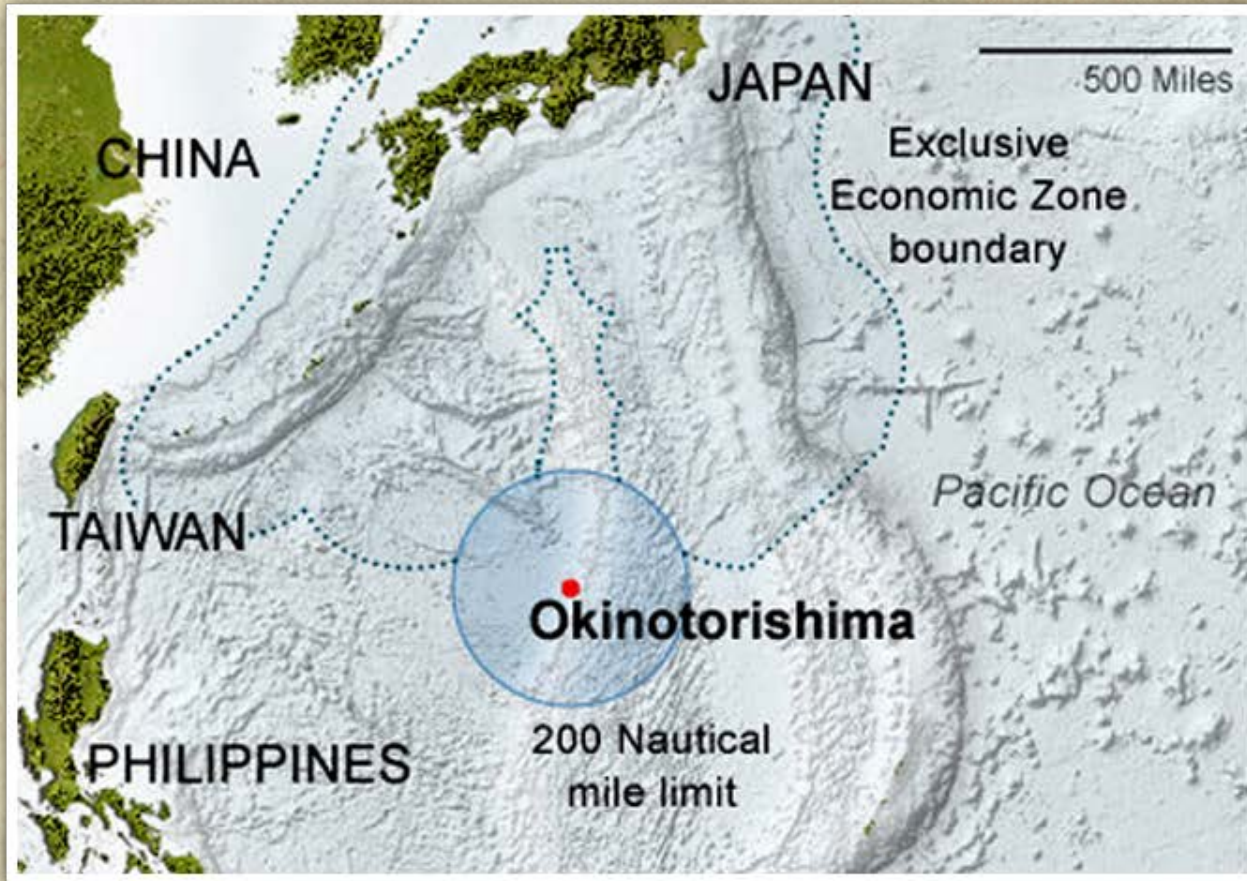 JAPAN
500 Miles
CHINA
Exclusive
Economic Zone
boundary
Pacific Ocean
TAIWAN
Okinotorishima
200 Nautical
mile limit
PHILIPPINES